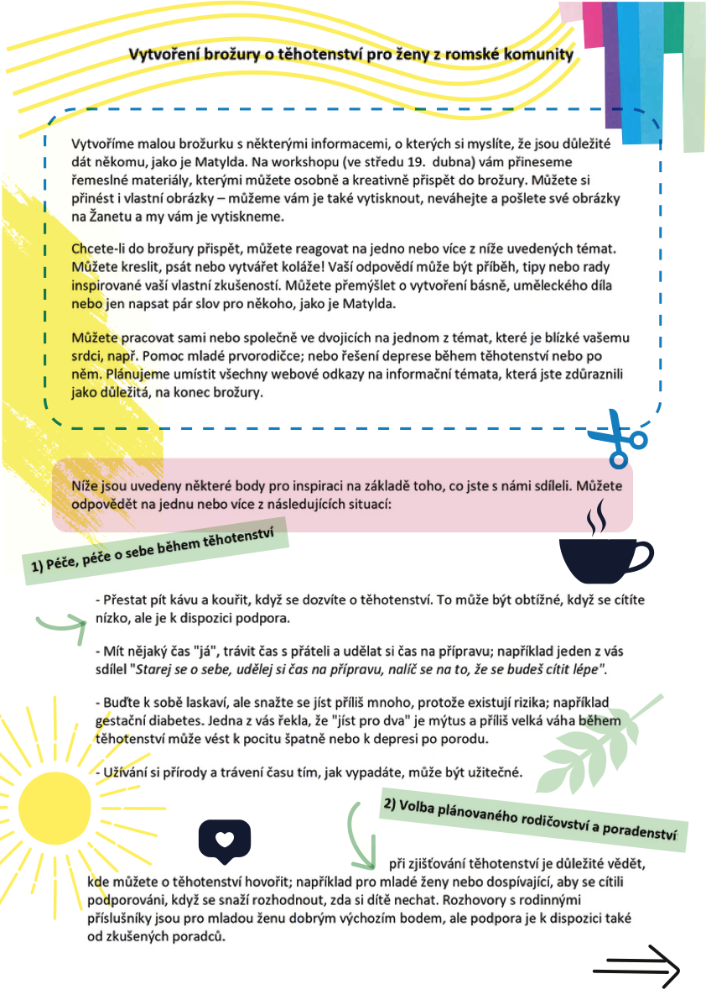 Vytvoření brožury o těhotenství pro ženy z romské komunity
Vytvoříme malou brožurku s některými informacemi, o kterých si myslíte, že jsou důležité
dát někomu, jako je Matylda. Na workshopu (ve středu 19.  dubna) vám přineseme
řemeslné materiály, kterými můžete osobně a kreativně přispět do brožury. Můžete si
přinést i vlastní obrázky – můžeme vám je také vytisknout, neváhejte a pošlete své obrázky
na Žanetu a my vám je vytiskneme.
Chcete-li do brožury přispět, můžete reagovat na jedno nebo více z níže uvedených témat.
Můžete kreslit, psát nebo vytvářet koláže! Vaší odpovědí může být příběh, tipy nebo rady
inspirované vaší vlastní zkušeností. Můžete přemýšlet o vytvoření básně, uměleckého díla
nebo jen napsat pár slov pro někoho, jako je Matylda.
Můžete pracovat sami nebo společně ve dvojicích na jednom z témat, které je blízké vašemu
srdci, např. Pomoc mladé prvorodičce; nebo řešení deprese během těhotenství nebo po
něm. Plánujeme umístit všechny webové odkazy na informační témata, která jste zdůraznili
jako důležitá, na konec brožury.
Níže jsou uvedeny některé body pro inspiraci na základě toho, co jste s námi sdíleli. Můžete
odpovědět na jednu nebo více z následujících situací:
1) Péče, péče o sebe během těhotenství
- Přestat pít kávu a kouřit, když se dozvíte o těhotenství. To může být obtížné, když se cítíte
nízko, ale je k dispozici podpora.
- Mít nějaký čas "já", trávit čas s přáteli a udělat si čas na přípravu; například jeden z vás
sdílel "Starej se o sebe, udělej si čas na přípravu, nalíč se na to, že se budeš cítit lépe".
- Buďte k sobě laskaví, ale snažte se jíst příliš mnoho, protože existují rizika; například
gestační diabetes. Jedna z vás řekla, že "jíst pro dva" je mýtus a příliš velká váha během
těhotenství může vést k pocitu špatně nebo k depresi po porodu.
- Užívání si přírody a trávení času tím, jak vypadáte, může být užitečné.
2) Volba plánovaného rodičovství a poradenství
při zjišťování těhotenství je důležité vědět,
kde můžete o těhotenství hovořit; například pro mladé ženy nebo dospívající, aby se cítili
podporováni, když se snaží rozhodnout, zda si dítě nechat. Rozhovory s rodinnými
příslušníky jsou pro mladou ženu dobrým výchozím bodem, ale podpora je k dispozici také
od zkušených poradců.